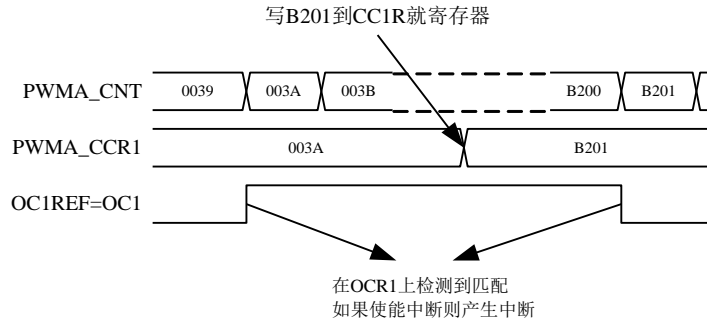 写B201到CC1R就寄存器
PWMA_CNT 0039 003A 003B B200 B201
PWMA_CCR1 003A B201
OC1REF=OC1
在OCR1上检测到匹配
如果使能中断则产生中断